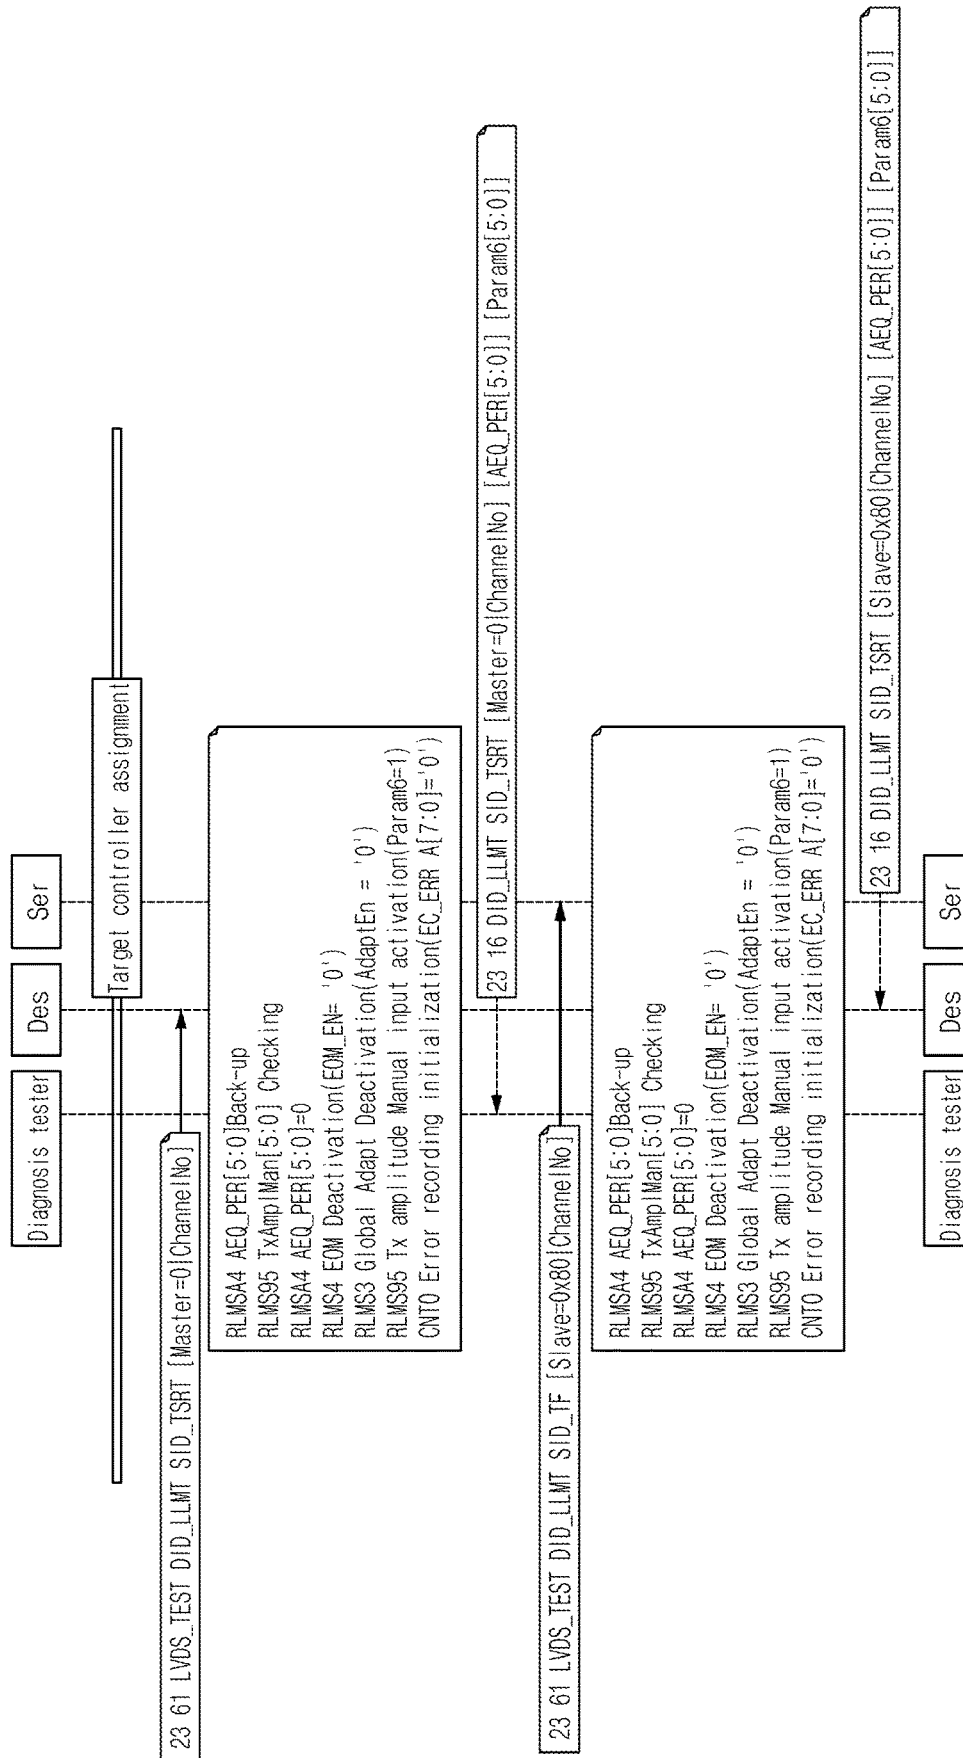 Diagnosis tester
Des
Ser
Target controller assignment
23 61 LVDS_TEST DID_LLMT SID_TSRT [Master=0|ChannelNo]
RLMSA4 AEQ_PER[5:0]Back-up
RLMS95 TxAmplMan[5:0] Checking
RLMSA4 AEQ_PER[5:0]=0
RLMS4 EOM Deactivation(EOM_EN= '0')
RLMS3 Global Adapt Deactivation(AdaptEn = '0')
RLMS95 Tx amplitude Manual input activation(Param6=1)
CNT0 Error recording initialization(EC_ERR A[7:0]='0')
23 16 DID_LLMT SID_TSRT [Master=0|ChannelNo] [AEQ_PER[5:0]] [Param6[5:0]]
23 61 LVDS_TEST DID_LLMT SID_TF [Slave=0x80|ChannelNo]
RLMSA4 AEQ_PER[5:0]Back-up
RLMS95 TxAmplMan[5:0] Checking
RLMSA4 AEQ_PER[5:0]=0
RLMS4 EOM Deactivation(EOM_EN= '0')
RLMS3 Global Adapt Deactivation(AdaptEn = '0')
RLMS95 Tx amplitude Manual input activation(Param6=1)
CNT0 Error recording initialization(EC_ERR A[7:0]='0')
23 16 DID_LLMT SID_TSRT [Slave=0x80|ChannelNo] [AEQ_PER[5:0]] [Param6[5:0]]
Diagnosis tester
Des
Ser